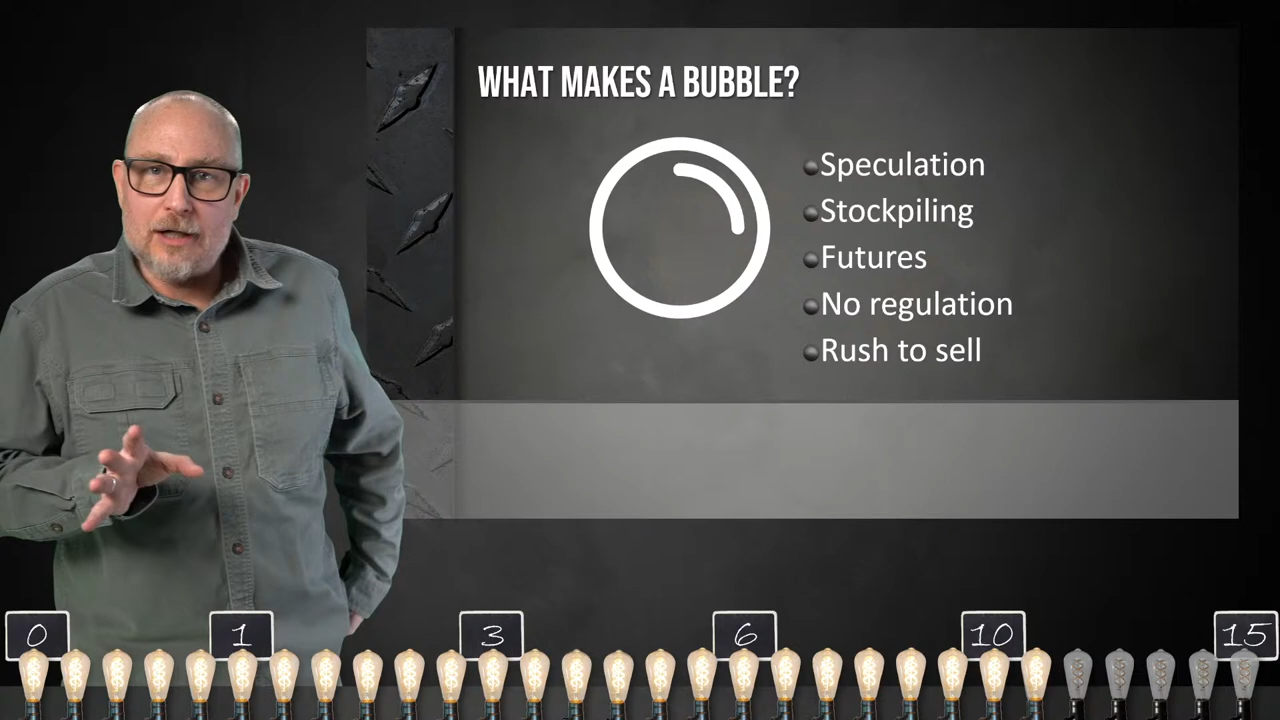 WHAT MAKES A BUBBLE?
Speculation
Stockpiling
Futures
No regulation
Rush to sell
0 1 3 6 10 15